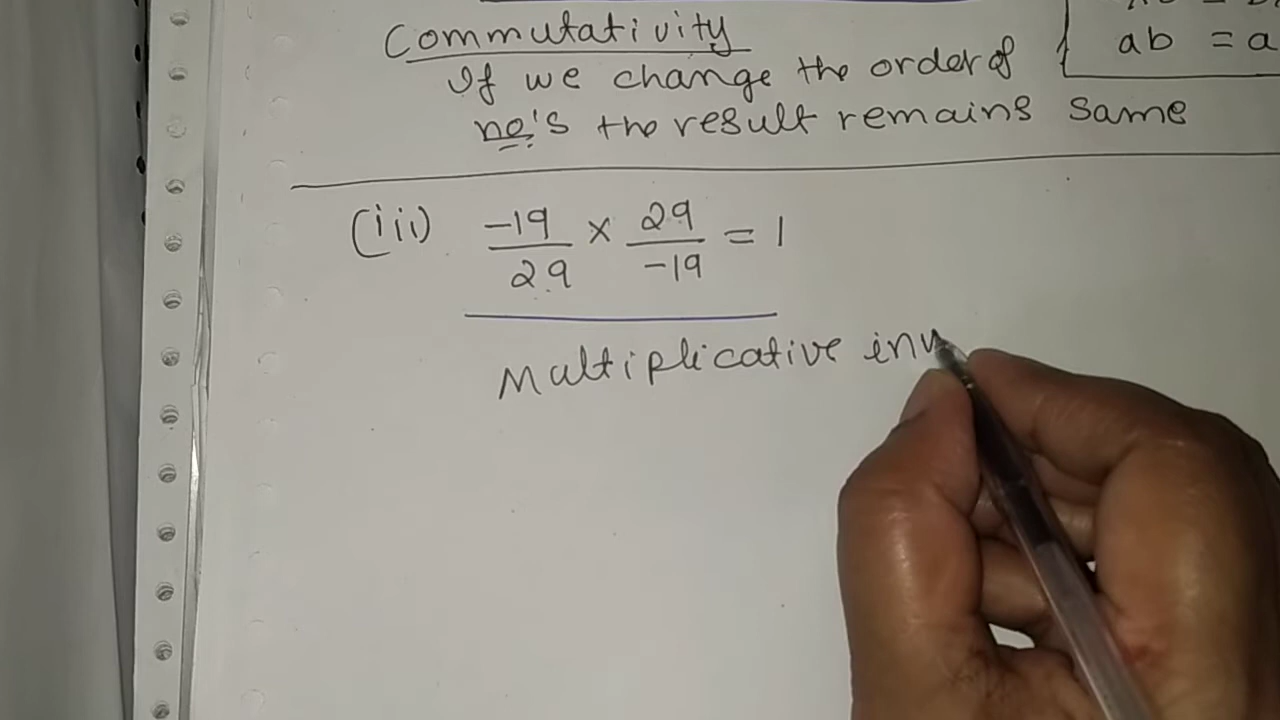 Commutativity
If we change the order of
no's the result remains same
ab = a
(iii) -19/29 × 29/-19 = 1
Multiplicative inv